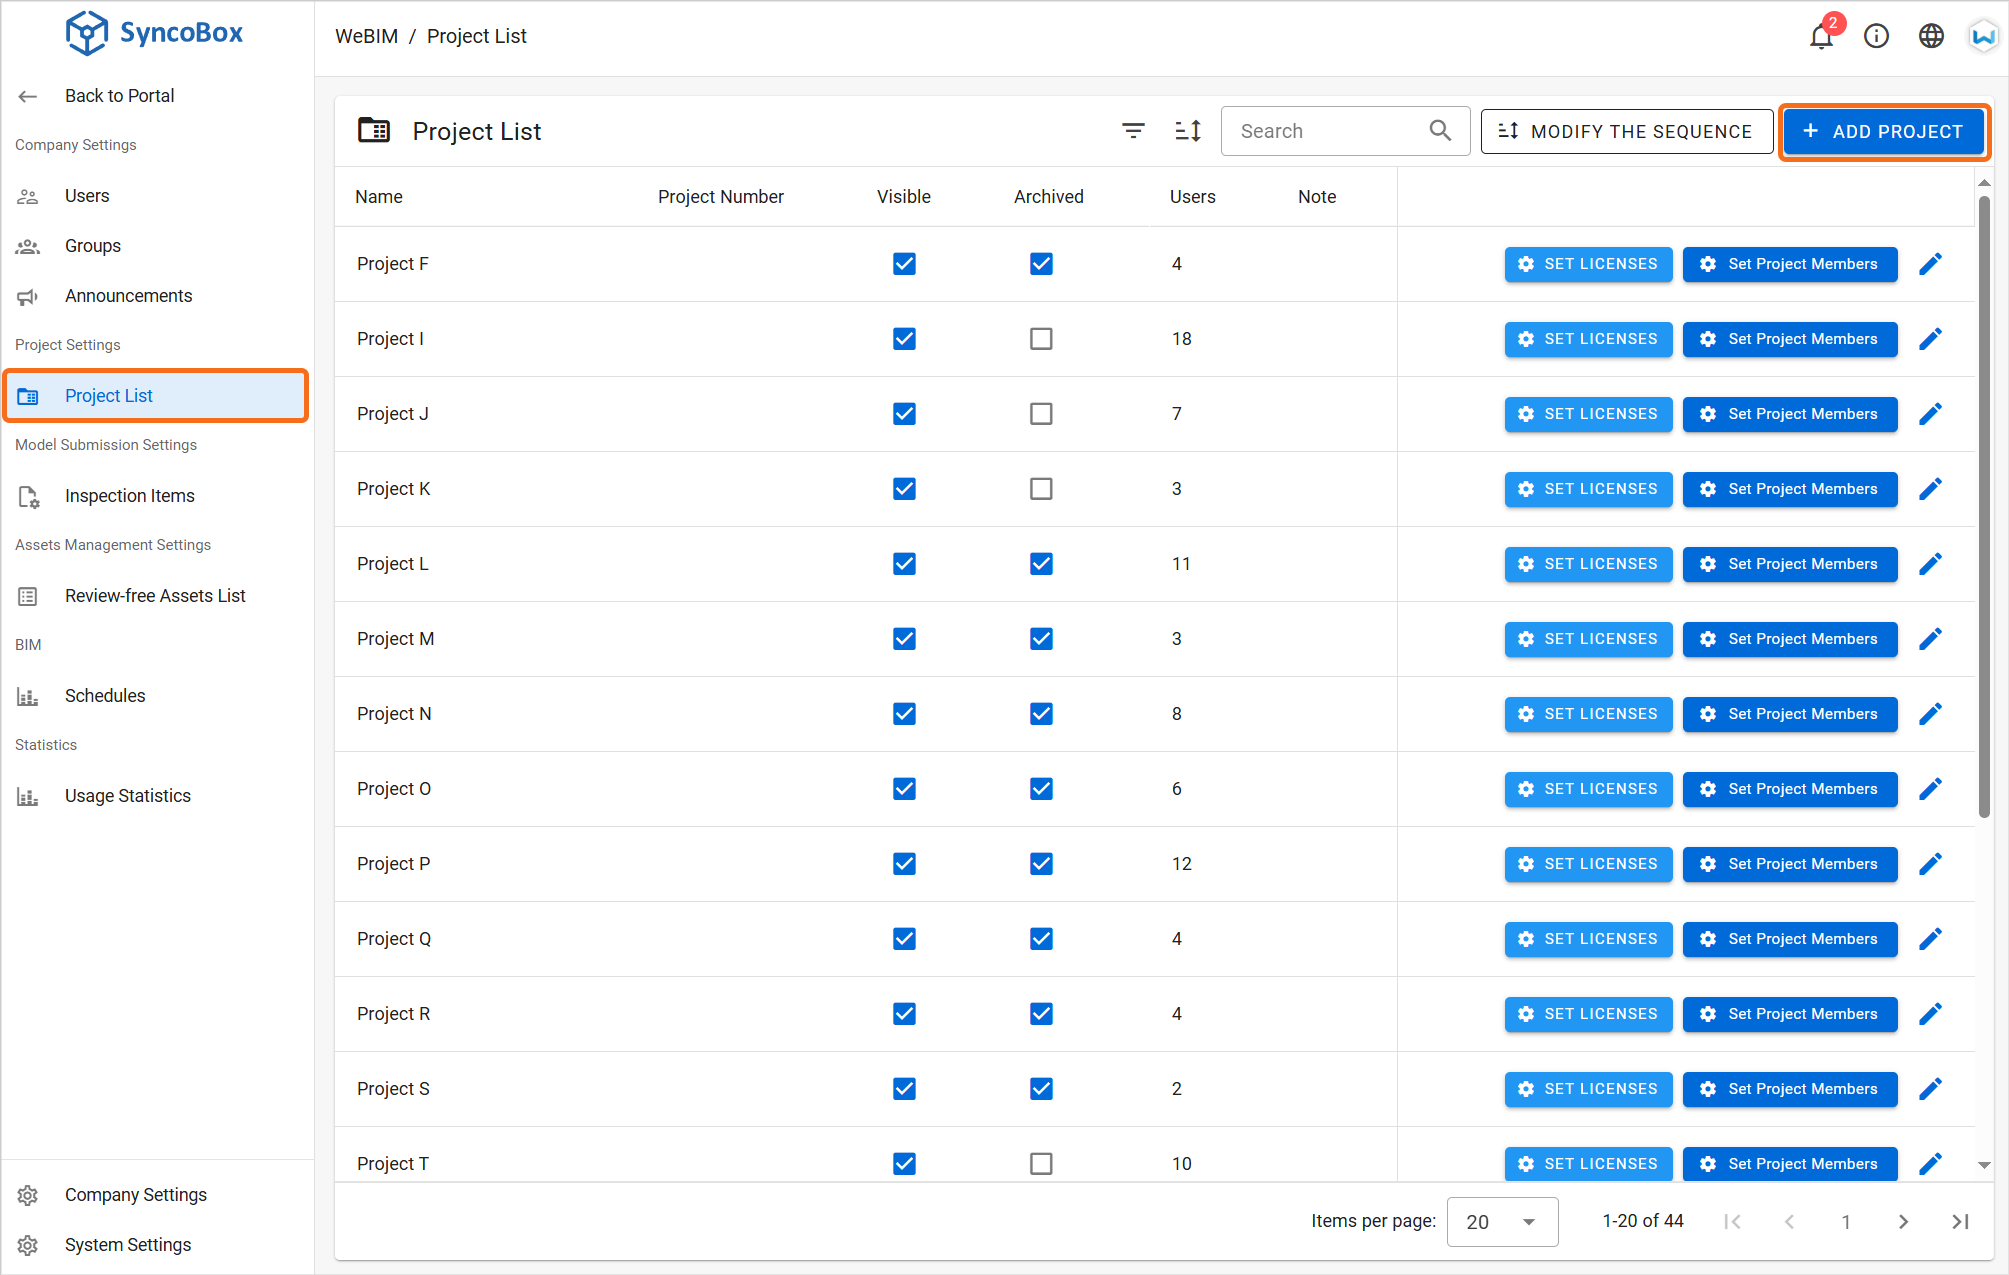 SyncoBox
WeBIM / Project List
2
Back to Portal
Company Settings
Users
Groups
Announcements
Project Settings
Project List
Model Submission Settings
Inspection Items
Assets Management Settings
Review-free Assets List
BIM
Schedules
Statistics
Usage Statistics
Company Settings
System Settings
Project List
Search
MODIFY THE SEQUENCE
+ ADD PROJECT
Name Project Number Visible Archived Users Note
Project F 4 SET LICENSES Set Project Members
Project I 18 SET LICENSES Set Project Members
Project J 7 SET LICENSES Set Project Members
Project K 3 SET LICENSES Set Project Members
Project L 11 SET LICENSES Set Project Members
Project M 3 SET LICENSES Set Project Members
Project N 8 SET LICENSES Set Project Members
Project O 6 SET LICENSES Set Project Members
Project P 12 SET LICENSES Set Project Members
Project Q 4 SET LICENSES Set Project Members
Project R 4 SET LICENSES Set Project Members
Project S 2 SET LICENSES Set Project Members
Project T 10 SET LICENSES Set Project Members
Items per page: 20 1-20 of 44 1